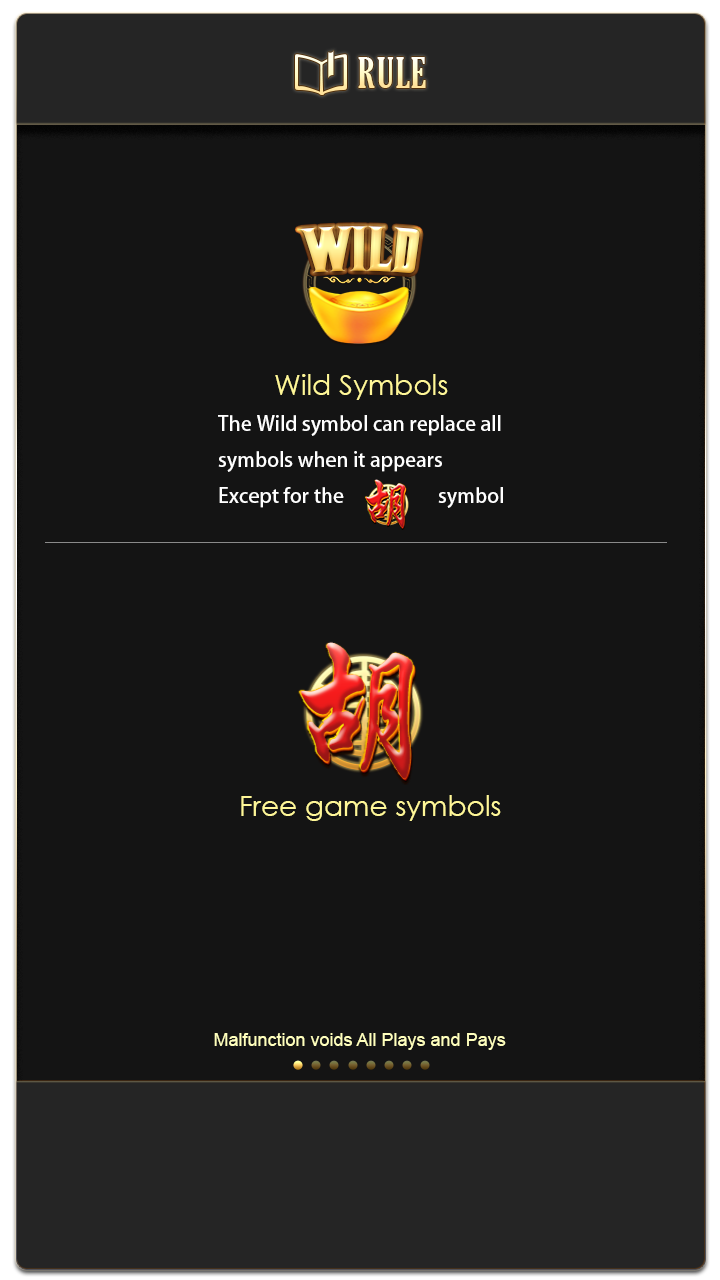 RULE
WILD
Wild Symbols
The Wild symbol can replace all
symbols when it appears
Except for the 胡 symbol
胡
Free game symbols
Malfunction voids All Plays and Pays